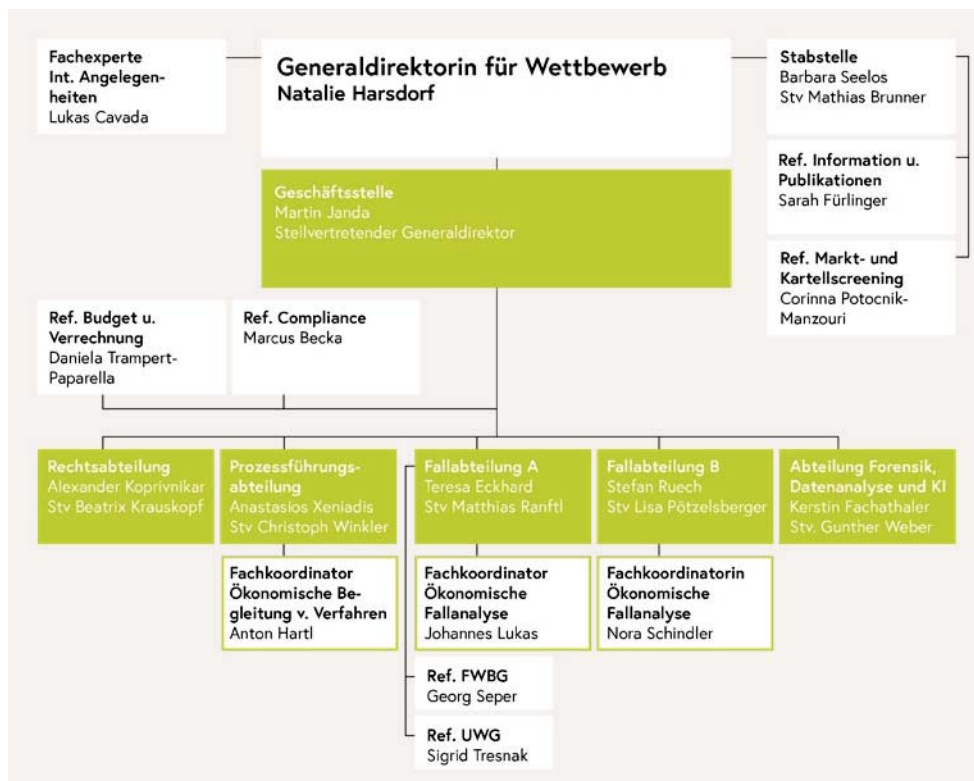 Fachexperte
Int. Angelegen-
heiten
Lukas Cavada
Generaldirektorin für Wettbewerb
Natalie Harsdorf
Stabstelle
Barbara Seelos
Stv Mathias Brunner
Ref. Information u.
Publikationen
Sarah Fürlinger
Ref. Markt- und
Kartellscreening
Corinna Potocnik-
Manzouri
Geschäftsstelle
Martin Janda
Stellvertretender Generaldirektor
Ref. Budget u.
Verrechnung
Daniela Trampert-
Paparella
Ref. Compliance
Marcus Becka
Rechtsabteilung
Alexander Koprivnikar
Stv Beatrix Krauskopf
Prozessführungs-
abteilung
Anastasios Xeniadis
Stv Christoph Winkler
Fallabteilung A
Teresa Eckhard
Stv Matthias Ranftl
Fallabteilung B
Stefan Ruech
Stv Lisa Pötzelsberger
Abteilung Forensik,
Datenanalyse und KI
Kerstin Fachathaler
Stv. Gunther Weber
Fachkoordinator
Ökonomische Be-
gleitung v. Verfahren
Anton Hartl
Fachkoordinator
Ökonomische
Fallanalyse
Johannes Lukas
Fachkoordinatorin
Ökonomische
Fallanalyse
Nora Schindler
Ref. FWBG
Georg Seper
Ref. UWG
Sigrid Tresnak